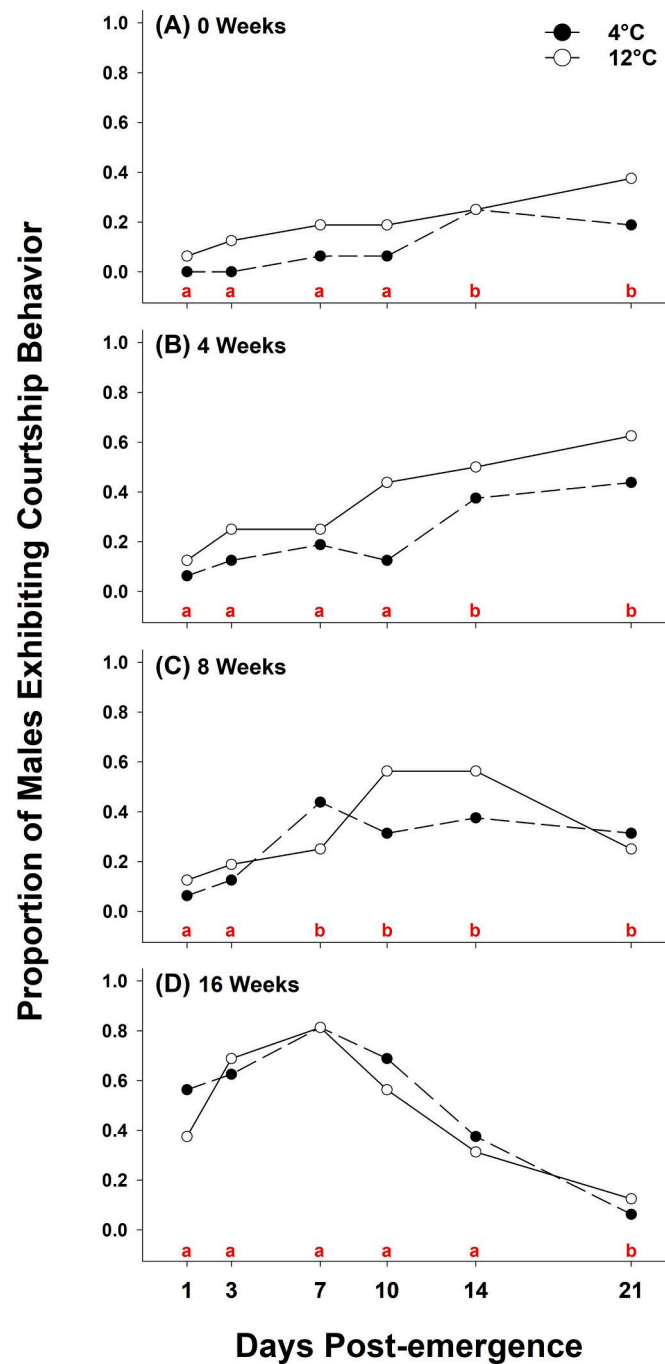 Proportion of Males Exhibiting Courtship Behavior
(A) 0 Weeks
4°C
12°C
1.0
0.8
0.6
0.4
0.2
0.0
a a a a b b
(B) 4 Weeks
1.0
0.8
0.6
0.4
0.2
0.0
a a a a b b
(C) 8 Weeks
1.0
0.8
0.6
0.4
0.2
0.0
a a b b b b
(D) 16 Weeks
1.0
0.8
0.6
0.4
0.2
0.0
a a a a a b
1 3 7 10 14 21
Days Post-emergence